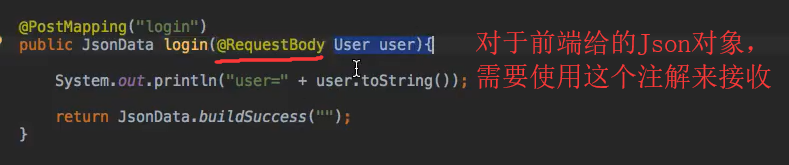 @PostMapping("login")
public JsonData login(@RequestBody User user){
对于前端给的Json对象，
System.out.println("user=" + user.toString());
需要使用这个注解来接收
return JsonData.buildSuccess("");
}